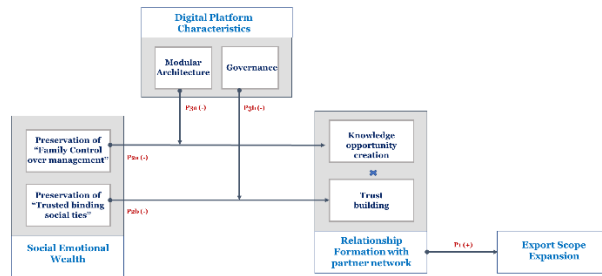 Digital Platform
Characteristics
Modular
Architecture
Governance
P3a (-)
P3b (-)
Preservation of
"Family Control
over management"
P2a (-)
Knowledge
opportunity
creation
Preservation of
"Trusted binding
social ties"
P2b (-)
Trust
building
Social Emotional
Wealth
Relationship
Formation with
partner network
P1 (+)
Export Scope
Expansion